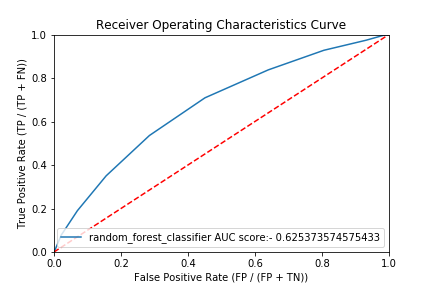 Receiver Operating Characteristics Curve
True Positive Rate (TP / (TP + FN))
1.0
0.8
0.6
0.4
0.2
0.0
random_forest_classifier AUC score:- 0.625373574575433
0.0 0.2 0.4 0.6 0.8 1.0
False Positive Rate (FP / (FP + TN))